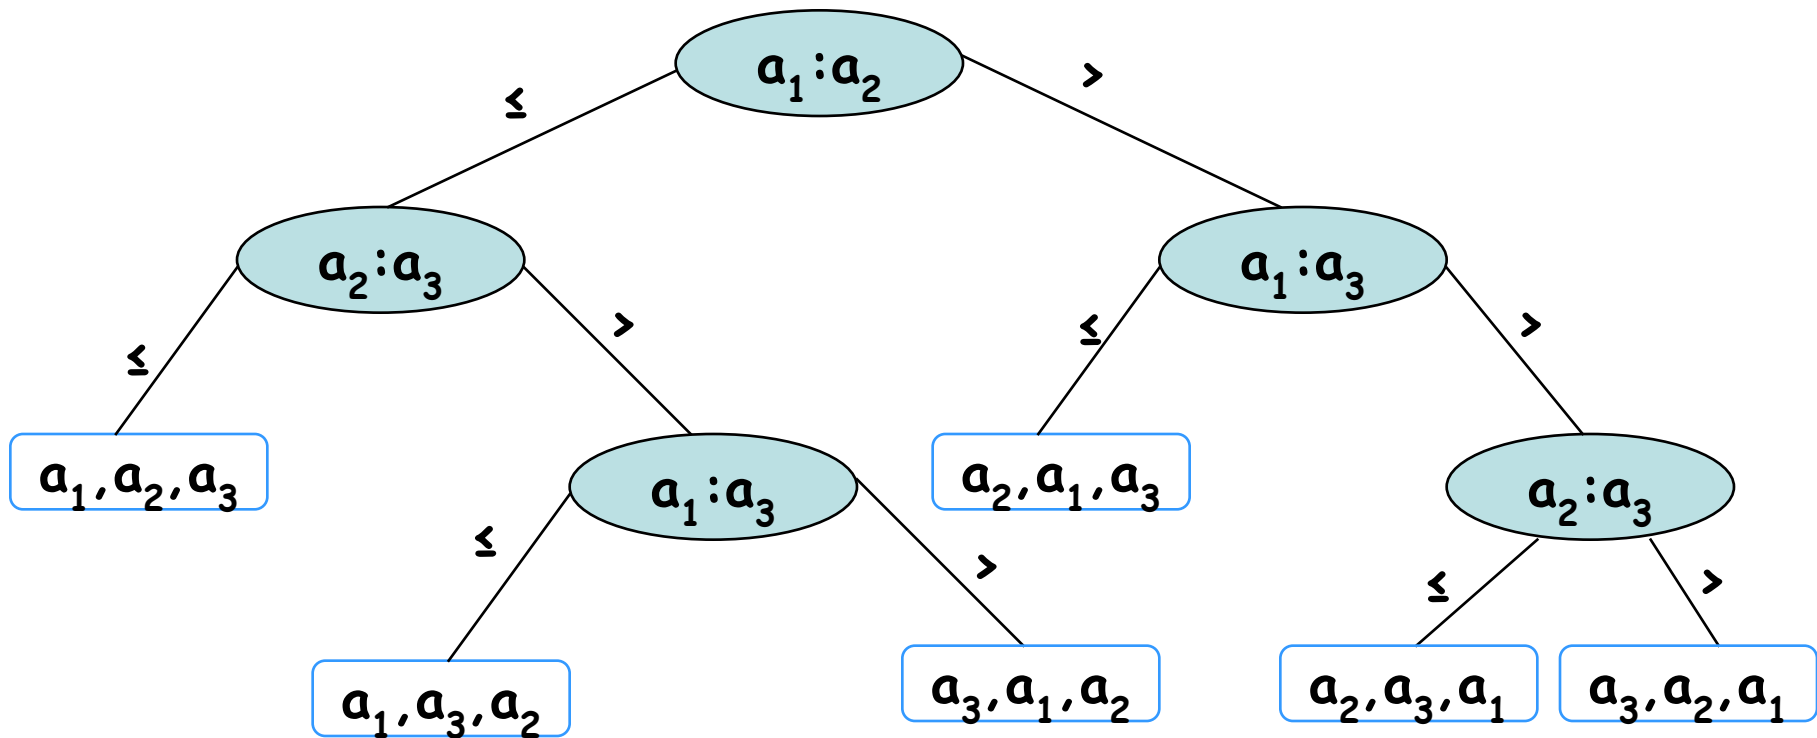 a₁:a₂
≤ >
a₂:a₃ a₁:a₃
≤ > ≤ >
a₁,a₂,a₃ a₁:a₃ a₂,a₁,a₃ a₂:a₃
≤ > ≤ >
a₁,a₃,a₂ a₃,a₁,a₂ a₂,a₃,a₁ a₃,a₂,a₁